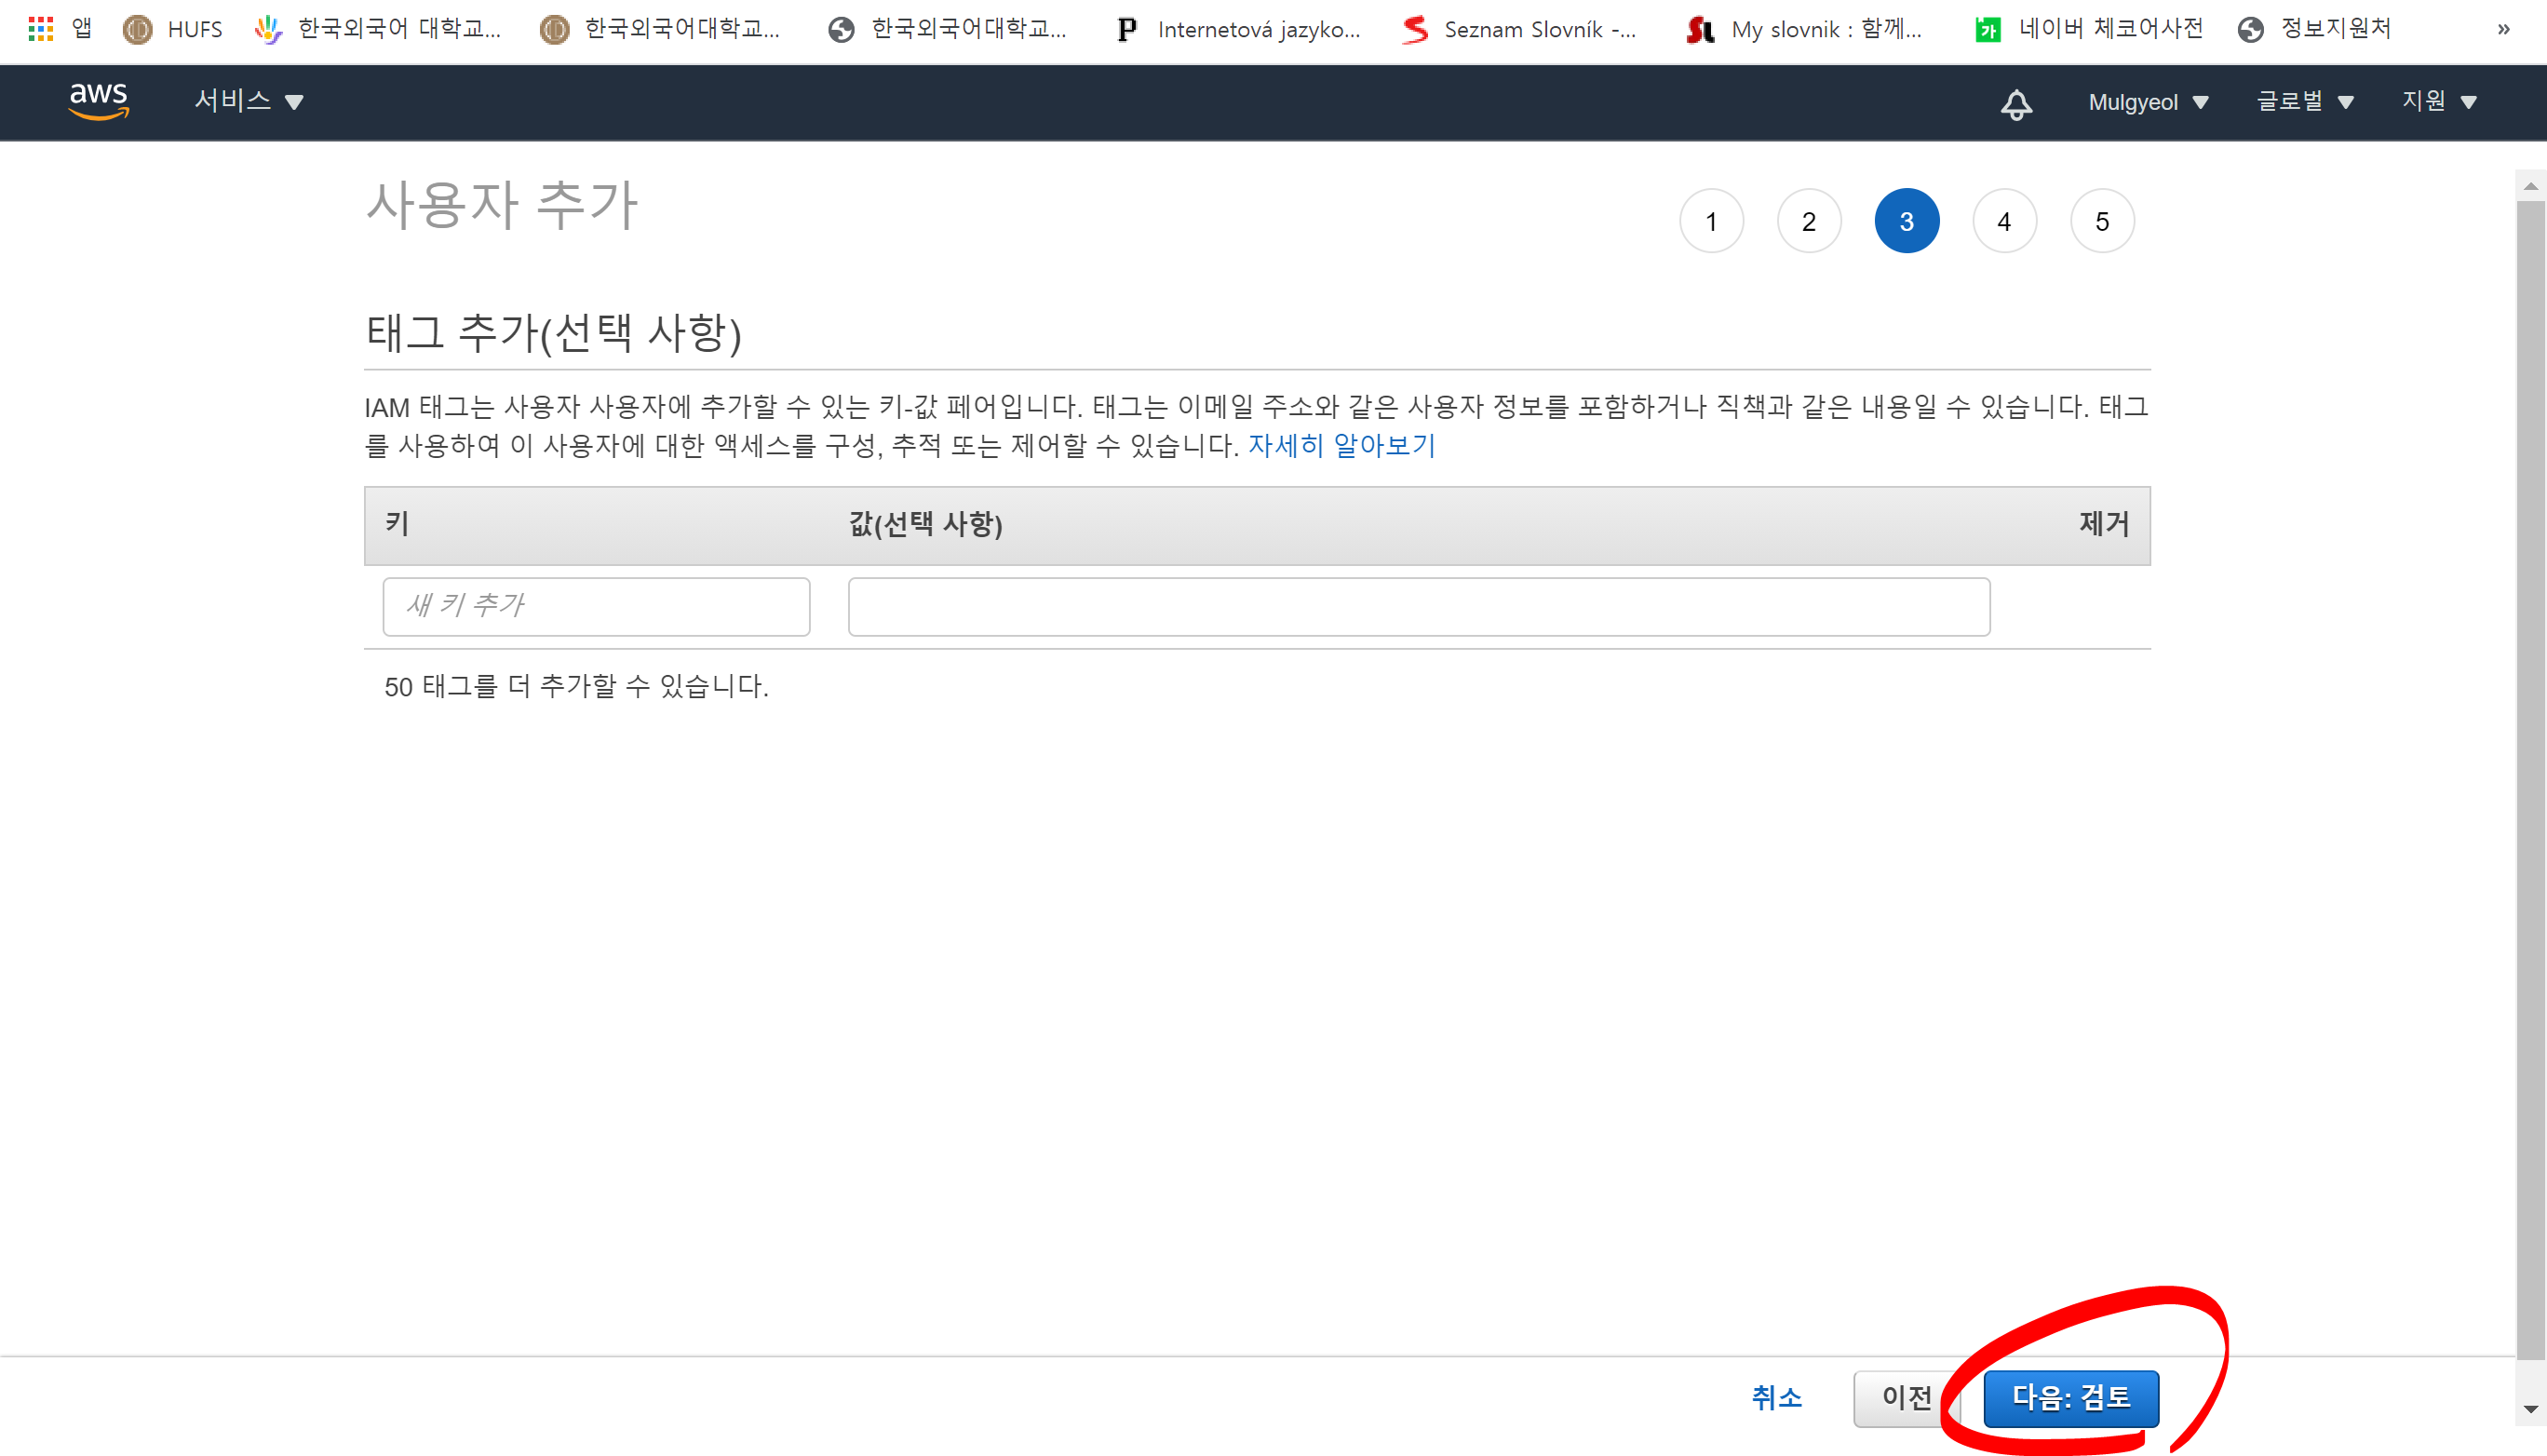 앱 HUFS 한국외국어 대학교... 한국외국어대학교... 한국외국어대학교... Internetová jazyko... Seznam Slovník -... My slovnik : 함께... 네이버 체코어사전 정보지원처 »
aws 서비스 Mulgyeol 글로벌 지원
사용자 추가 1 2 3 4 5
태그 추가(선택 사항)
IAM 태그는 사용자 사용자에 추가할 수 있는 키-값 페어입니다. 태그는 이메일 주소와 같은 사용자 정보를 포함하거나 직책과 같은 내용일 수 있습니다. 태그
를 사용하여 이 사용자에 대한 액세스를 구성, 추적 또는 제어할 수 있습니다. 자세히 알아보기
키 값(선택 사항) 제거
새 키 추가
50 태그를 더 추가할 수 있습니다.
취소 이전 다음: 검토